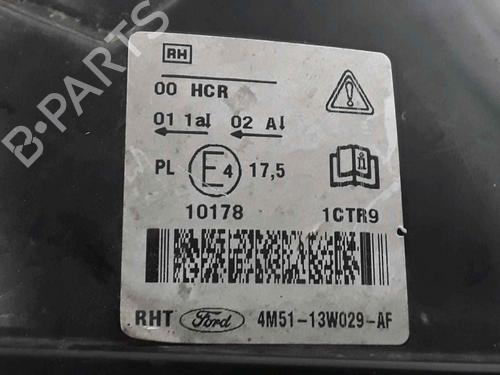 B-PARTS
RH
00 HCR
01 1a↓ 02 A↓
PL E4 17,5
10178 1CTR9
RHT Ford 4M51-13W029-AF